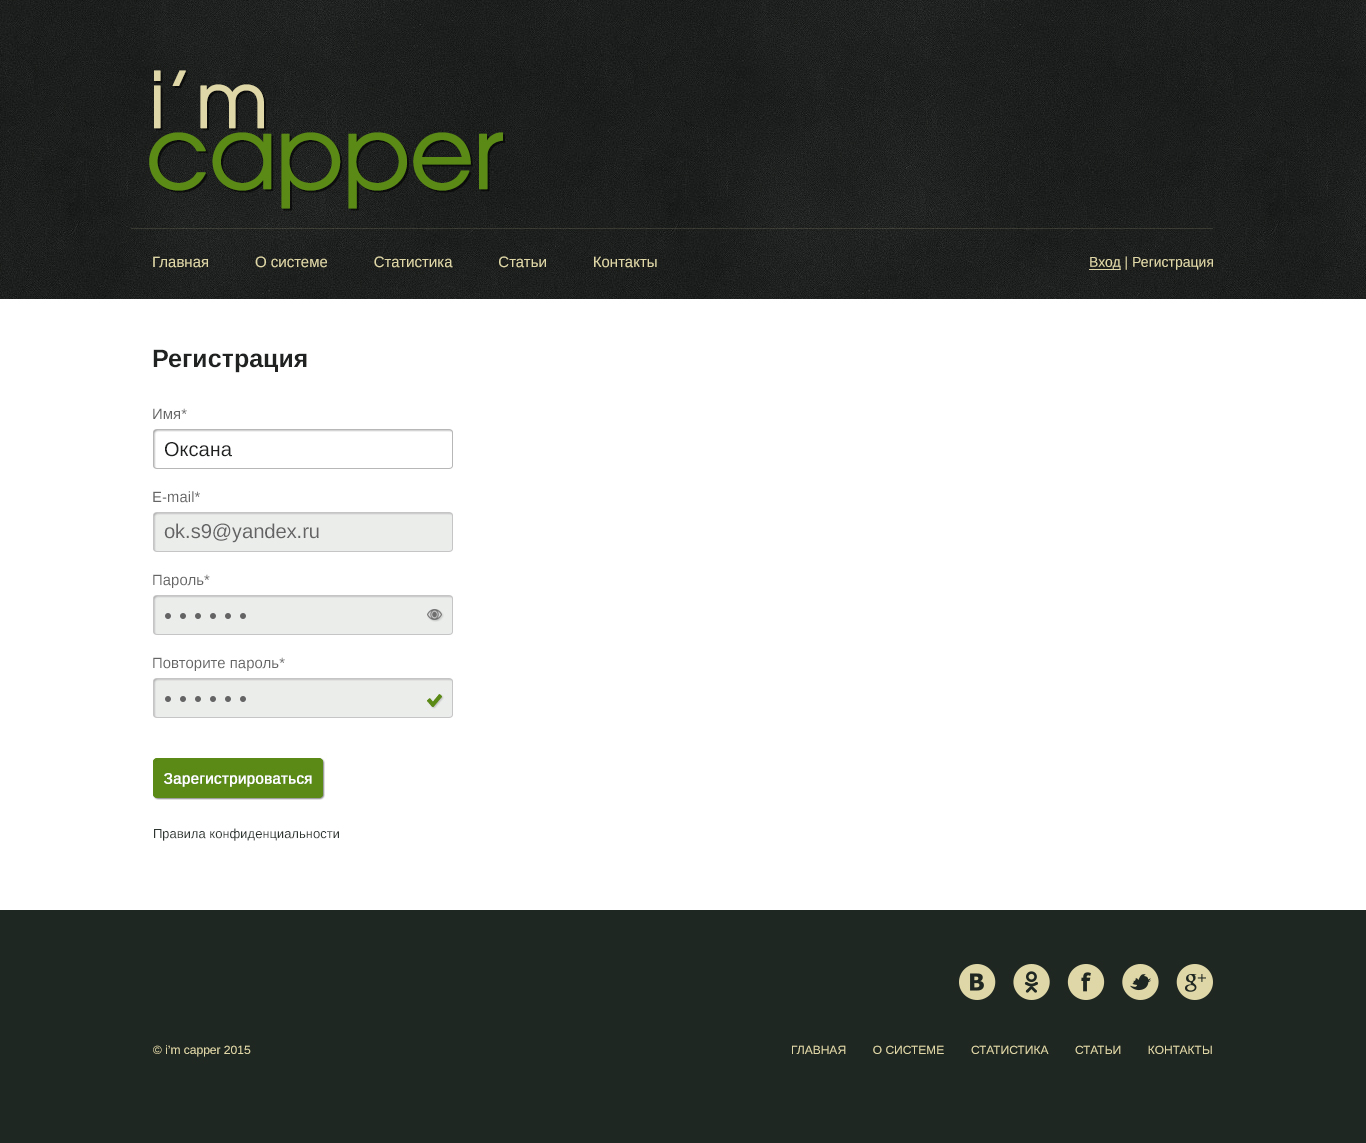 i´m
capper
Главная О системе Статистика Статьи Контакты Вход | Регистрация
Регистрация
Имя*
Оксана
E-mail*
ok.s9@yandex.ru
Пароль*
••••••
Повторите пароль*
••••••
Зарегистрироваться
Правила конфиденциальности
В f g+
© i'm capper 2015 ГЛАВНАЯ О СИСТЕМЕ СТАТИСТИКА СТАТЬИ КОНТАКТЫ